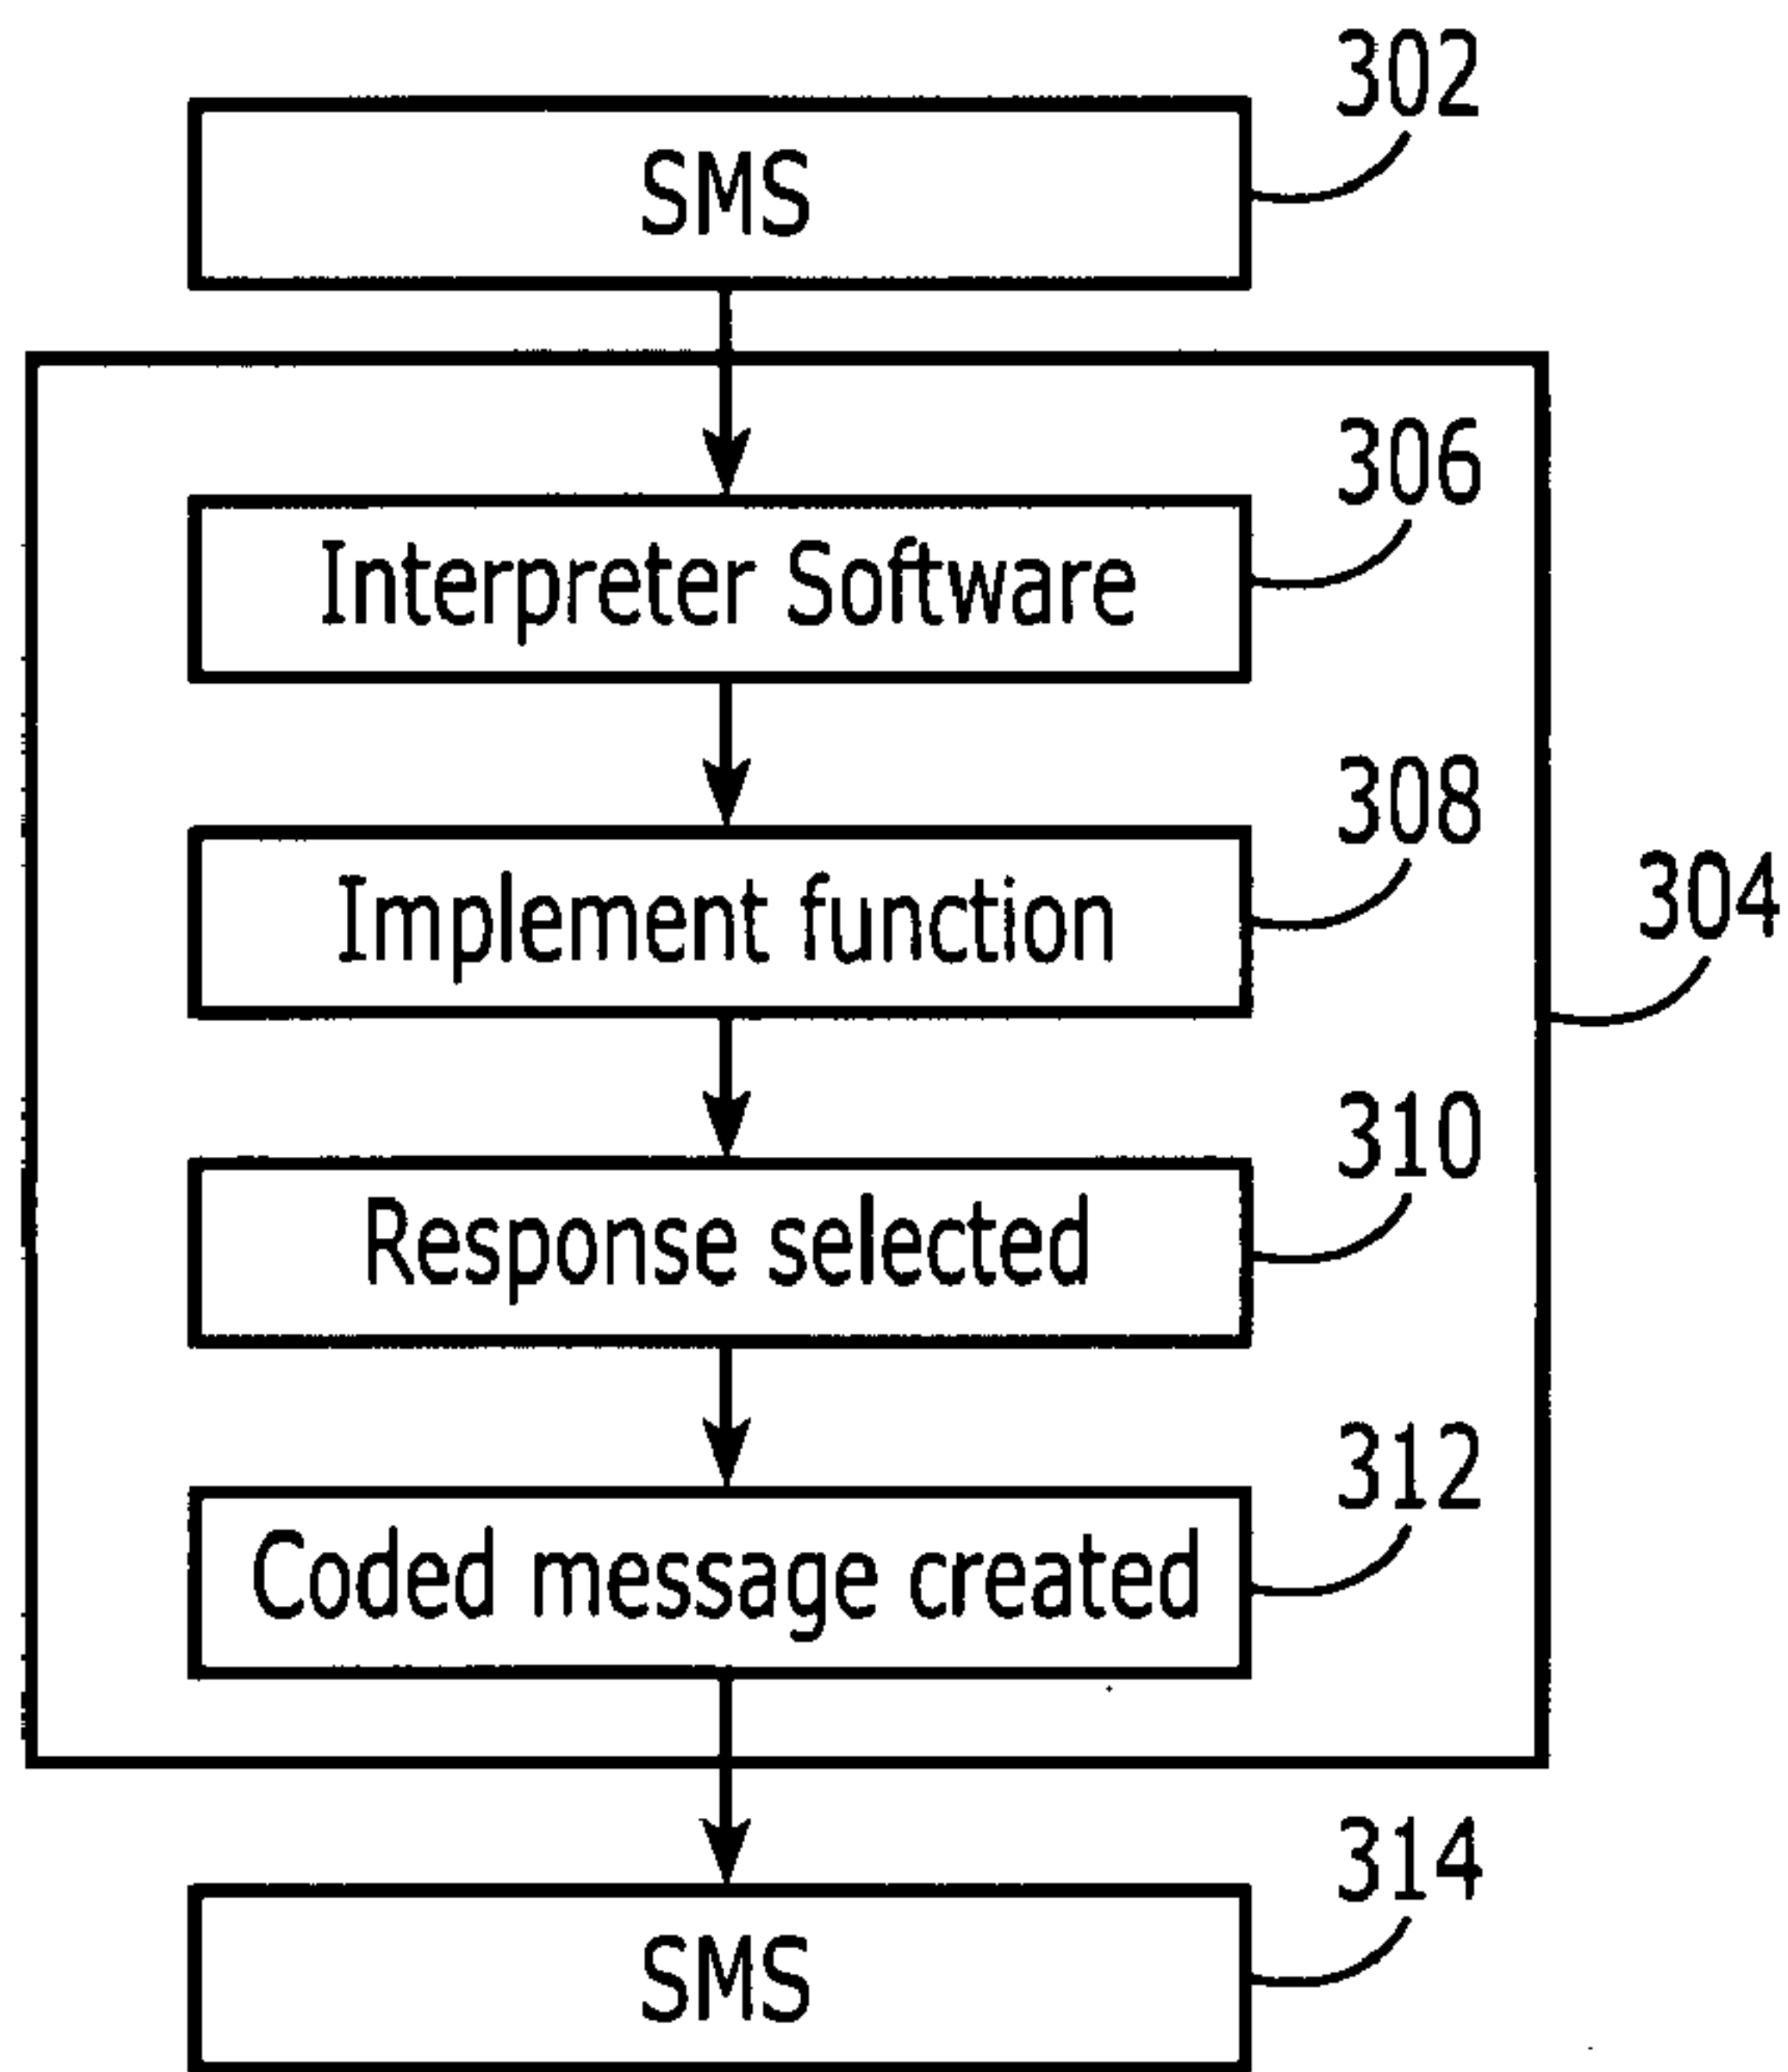 302
SMS
306
Interpreter Software
308
Implement function
304
310
Response selected
312
Coded message created
314
SMS